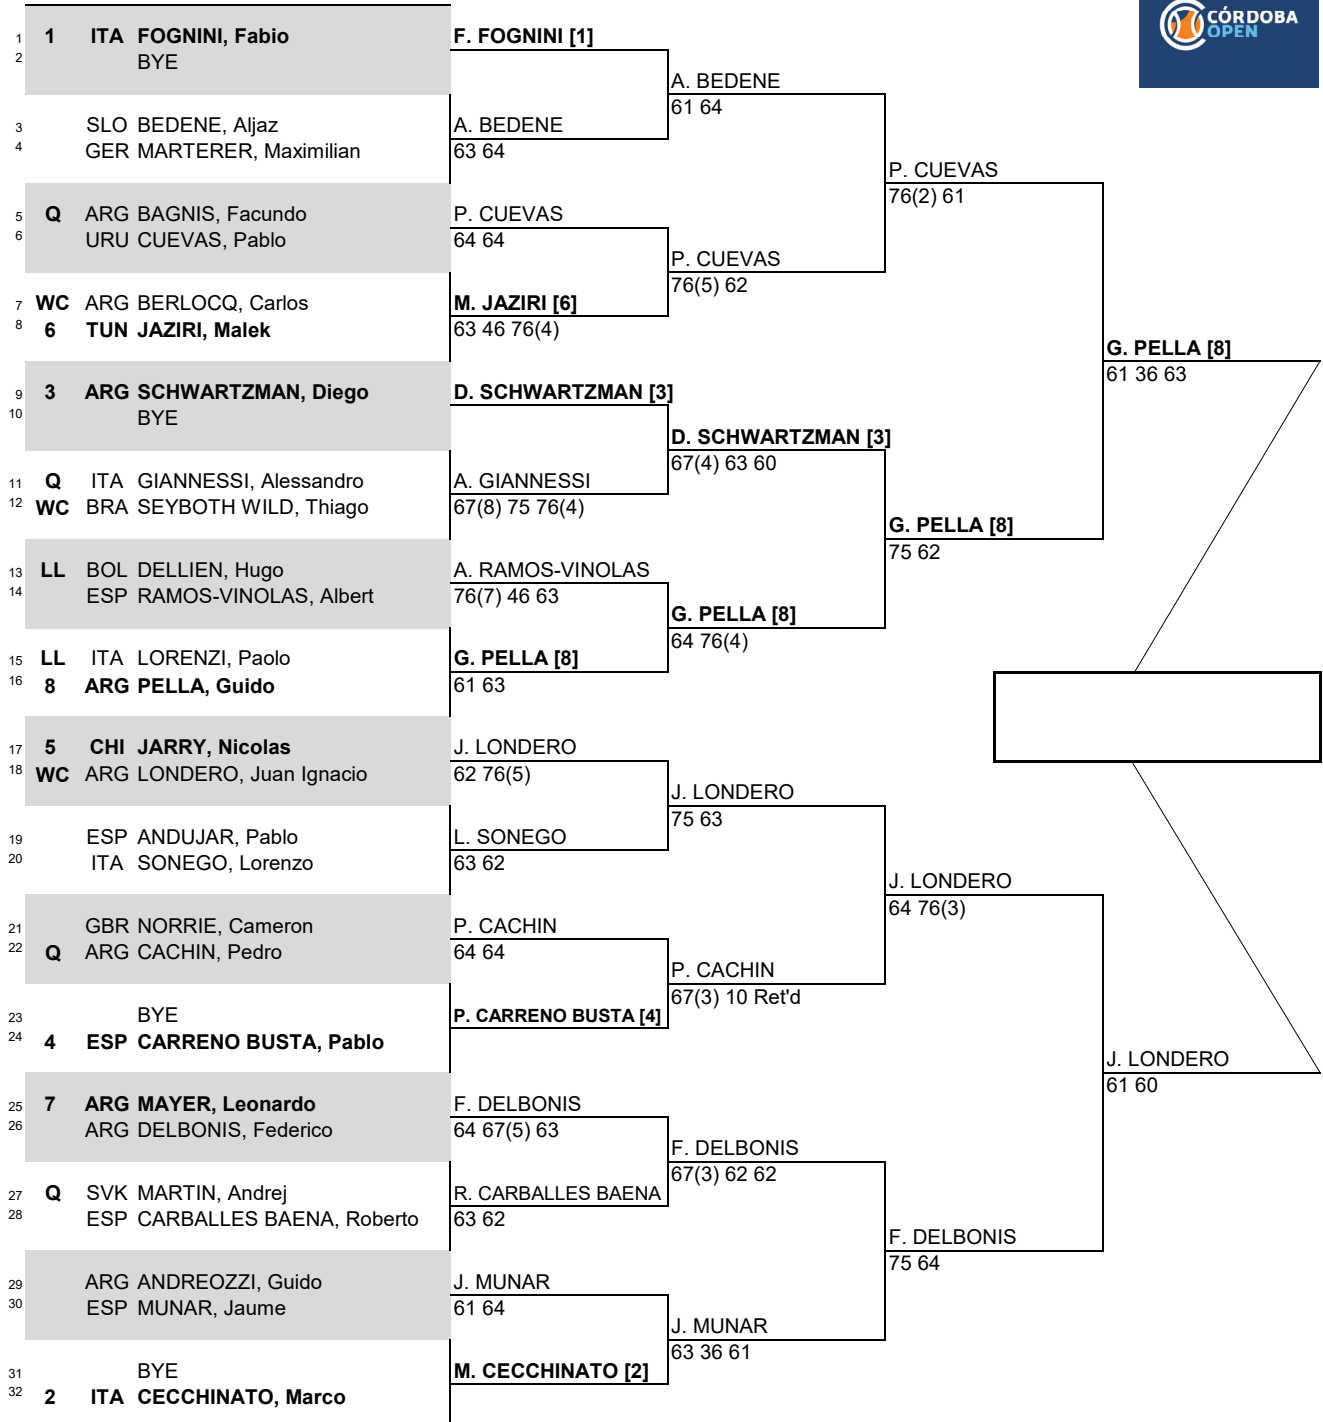 CÓRDOBA
OPEN
1 1 ITA FOGNINI, Fabio
2 BYE
3 SLO BEDENE, Aljaz
4 GER MARTERER, Maximilian
5 Q ARG BAGNIS, Facundo
6 URU CUEVAS, Pablo
7 WC ARG BERLOCQ, Carlos
8 6 TUN JAZIRI, Malek
9 3 ARG SCHWARTZMAN, Diego
10 BYE
11 Q ITA GIANNESSI, Alessandro
12 WC BRA SEYBOTH WILD, Thiago
13 LL BOL DELLIEN, Hugo
14 ESP RAMOS-VINOLAS, Albert
15 LL ITA LORENZI, Paolo
16 8 ARG PELLA, Guido
17 5 CHI JARRY, Nicolas
18 WC ARG LONDERO, Juan Ignacio
19 ESP ANDUJAR, Pablo
20 ITA SONEGO, Lorenzo
21 GBR NORRIE, Cameron
22 Q ARG CACHIN, Pedro
23 BYE
24 4 ESP CARRENO BUSTA, Pablo
25 7 ARG MAYER, Leonardo
26 ARG DELBONIS, Federico
27 Q SVK MARTIN, Andrej
28 ESP CARBALLES BAENA, Roberto
29 ARG ANDREOZZI, Guido
30 ESP MUNAR, Jaume
31 BYE
32 2 ITA CECCHINATO, Marco
F. FOGNINI [1]
A. BEDENE
63 64
P. CUEVAS
64 64
M. JAZIRI [6]
63 46 76(4)
D. SCHWARTZMAN [3]
A. GIANNESSI
67(8) 75 76(4)
A. RAMOS-VINOLAS
76(7) 46 63
G. PELLA [8]
61 63
J. LONDERO
62 76(5)
L. SONEGO
63 62
P. CACHIN
64 64
P. CARRENO BUSTA [4]
F. DELBONIS
64 67(5) 63
R. CARBALLES BAENA
63 62
J. MUNAR
61 64
M. CECCHINATO [2]
A. BEDENE
61 64
P. CUEVAS
76(5) 62
D. SCHWARTZMAN [3]
67(4) 63 60
G. PELLA [8]
64 76(4)
J. LONDERO
75 63
P. CACHIN
67(3) 10 Ret'd
F. DELBONIS
67(3) 62 62
J. MUNAR
63 36 61
P. CUEVAS
76(2) 61
G. PELLA [8]
75 62
J. LONDERO
64 76(3)
F. DELBONIS
75 64
G. PELLA [8]
61 36 63
J. LONDERO
61 60